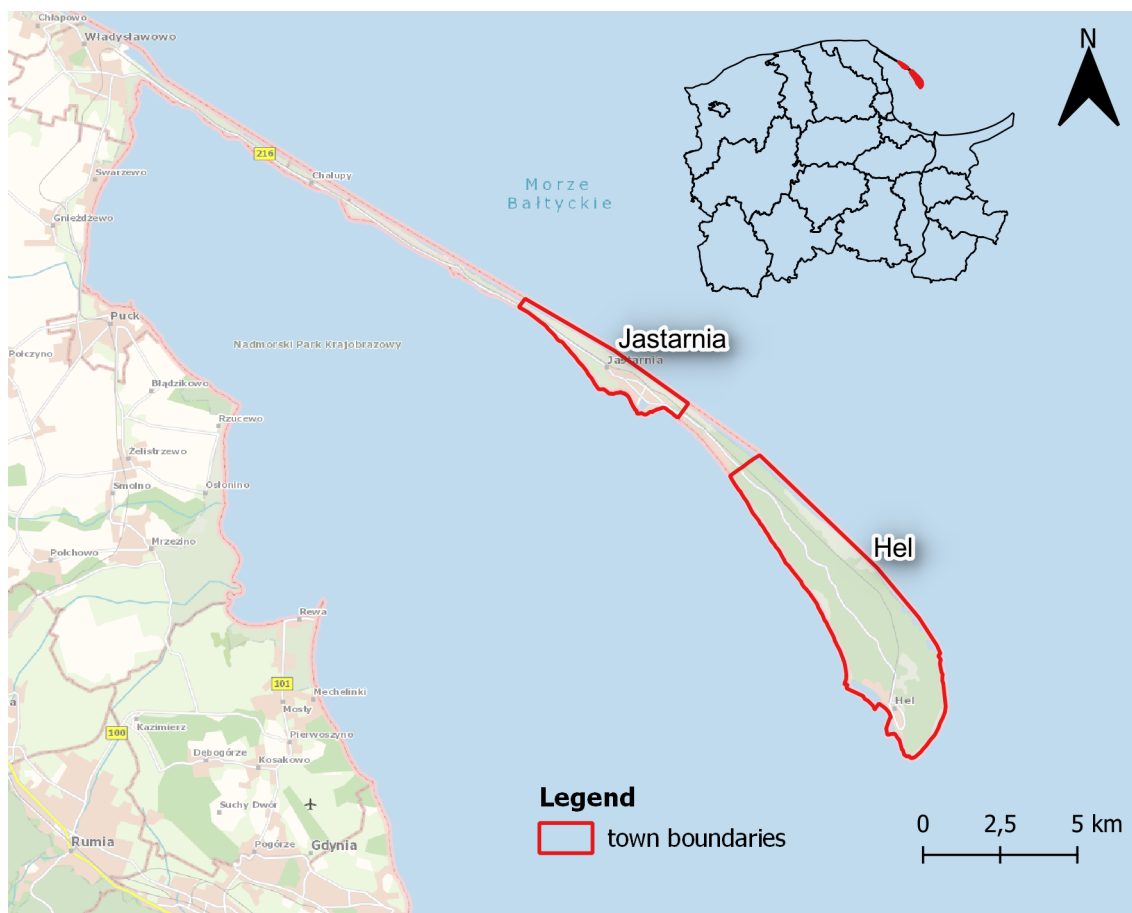 Chłapowo
Władysławowo
N
216
Chałupy
Swarzewo
Morze
Bałtyckie
Gnieżdżewo
Puck
Jastarnia
Nadmorski Park Krajobrazowy
Jastarnia
Połczyno
Błądzikowo
Rzucewo
Żelistrzewo
Smolno
Osłonino
Hel
Mrzezino
Połchowo
Rewa
101
Mechelinki
Mosty
Hel
Kazimierz
100
Pierwoszyno
Dębogórze
Kosakowo
Suchy Dwór
Legend
town boundaries
0 2,5 5 km
Rumia
Pogórze
Gdynia